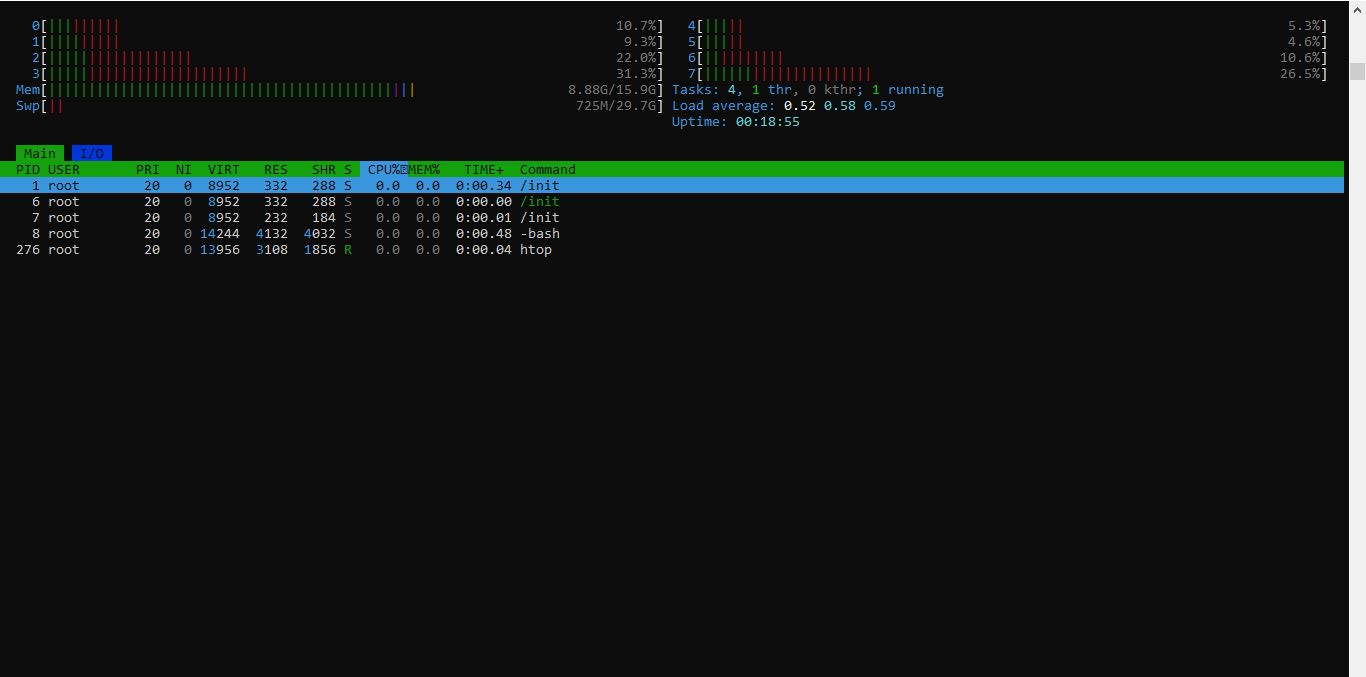 0[||||||||| 10.7%] 4[||||| 5.3%]
1[||||||||| 9.3%] 5[||||| 4.6%]
2[|||||||||||||||||| 22.0%] 6[|||||||||| 10.6%]
3[||||||||||||||||||||||||| 31.3%] 7[||||||||||||||||||||| 26.5%]
Mem[|||||||||||||||||||||||||||||||||||||||||||||| 8.88G/15.9G] Tasks: 4, 1 thr, 0 kthr; 1 running
Swp[|| 725M/29.7G] Load average: 0.52 0.58 0.59
Uptime: 00:18:55
Main I/O
PID USER PRI NI VIRT RES SHR S CPU% MEM% TIME+ Command
1 root 20 0 8952 332 288 S 0.0 0.0 0:00.34 /init
6 root 20 0 8952 332 288 S 0.0 0.0 0:00.00 /init
7 root 20 0 8952 232 184 S 0.0 0.0 0:00.01 /init
8 root 20 0 14244 4132 4032 S 0.0 0.0 0:00.48 -bash
276 root 20 0 13956 3108 1856 R 0.0 0.0 0:00.04 htop